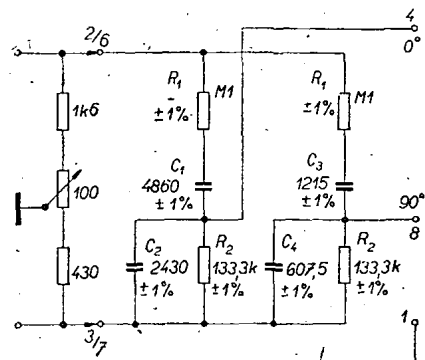 2/6
4
0°
1k6
R1
±1%
M1
R1
±1%
M1
C1
4860
±1%
C3
1215
±1%
100
90°
8
430
C2
2430
±1%
R2
133,3k
±1%
C4
607,5
±1%
R2
133,3k
±1%
3/7
1